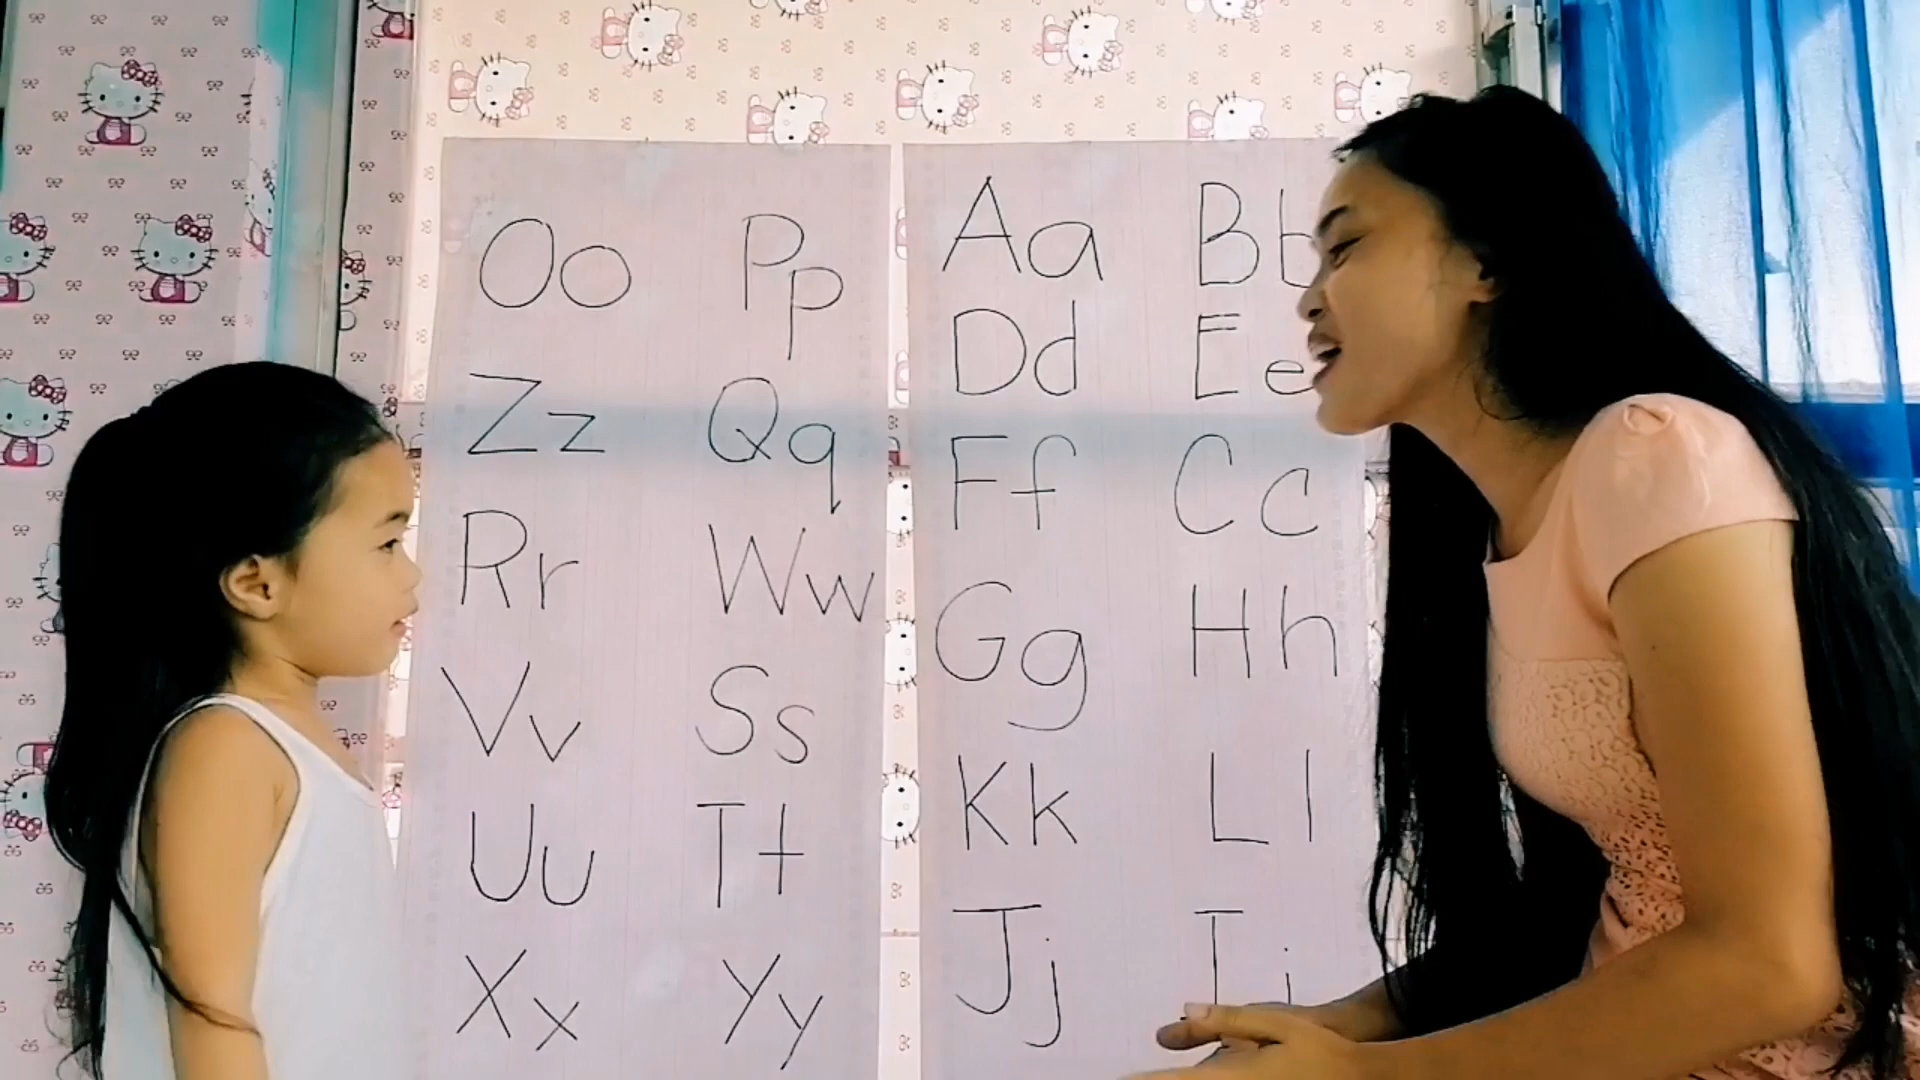 Oo Pp
Zz Qq
Rr Ww
Vv Ss
Uu Tt
Xx Yy
Aa Bb
Dd Ee
Ff Cc
Gg Hh
Kk Ll
Jj Ii